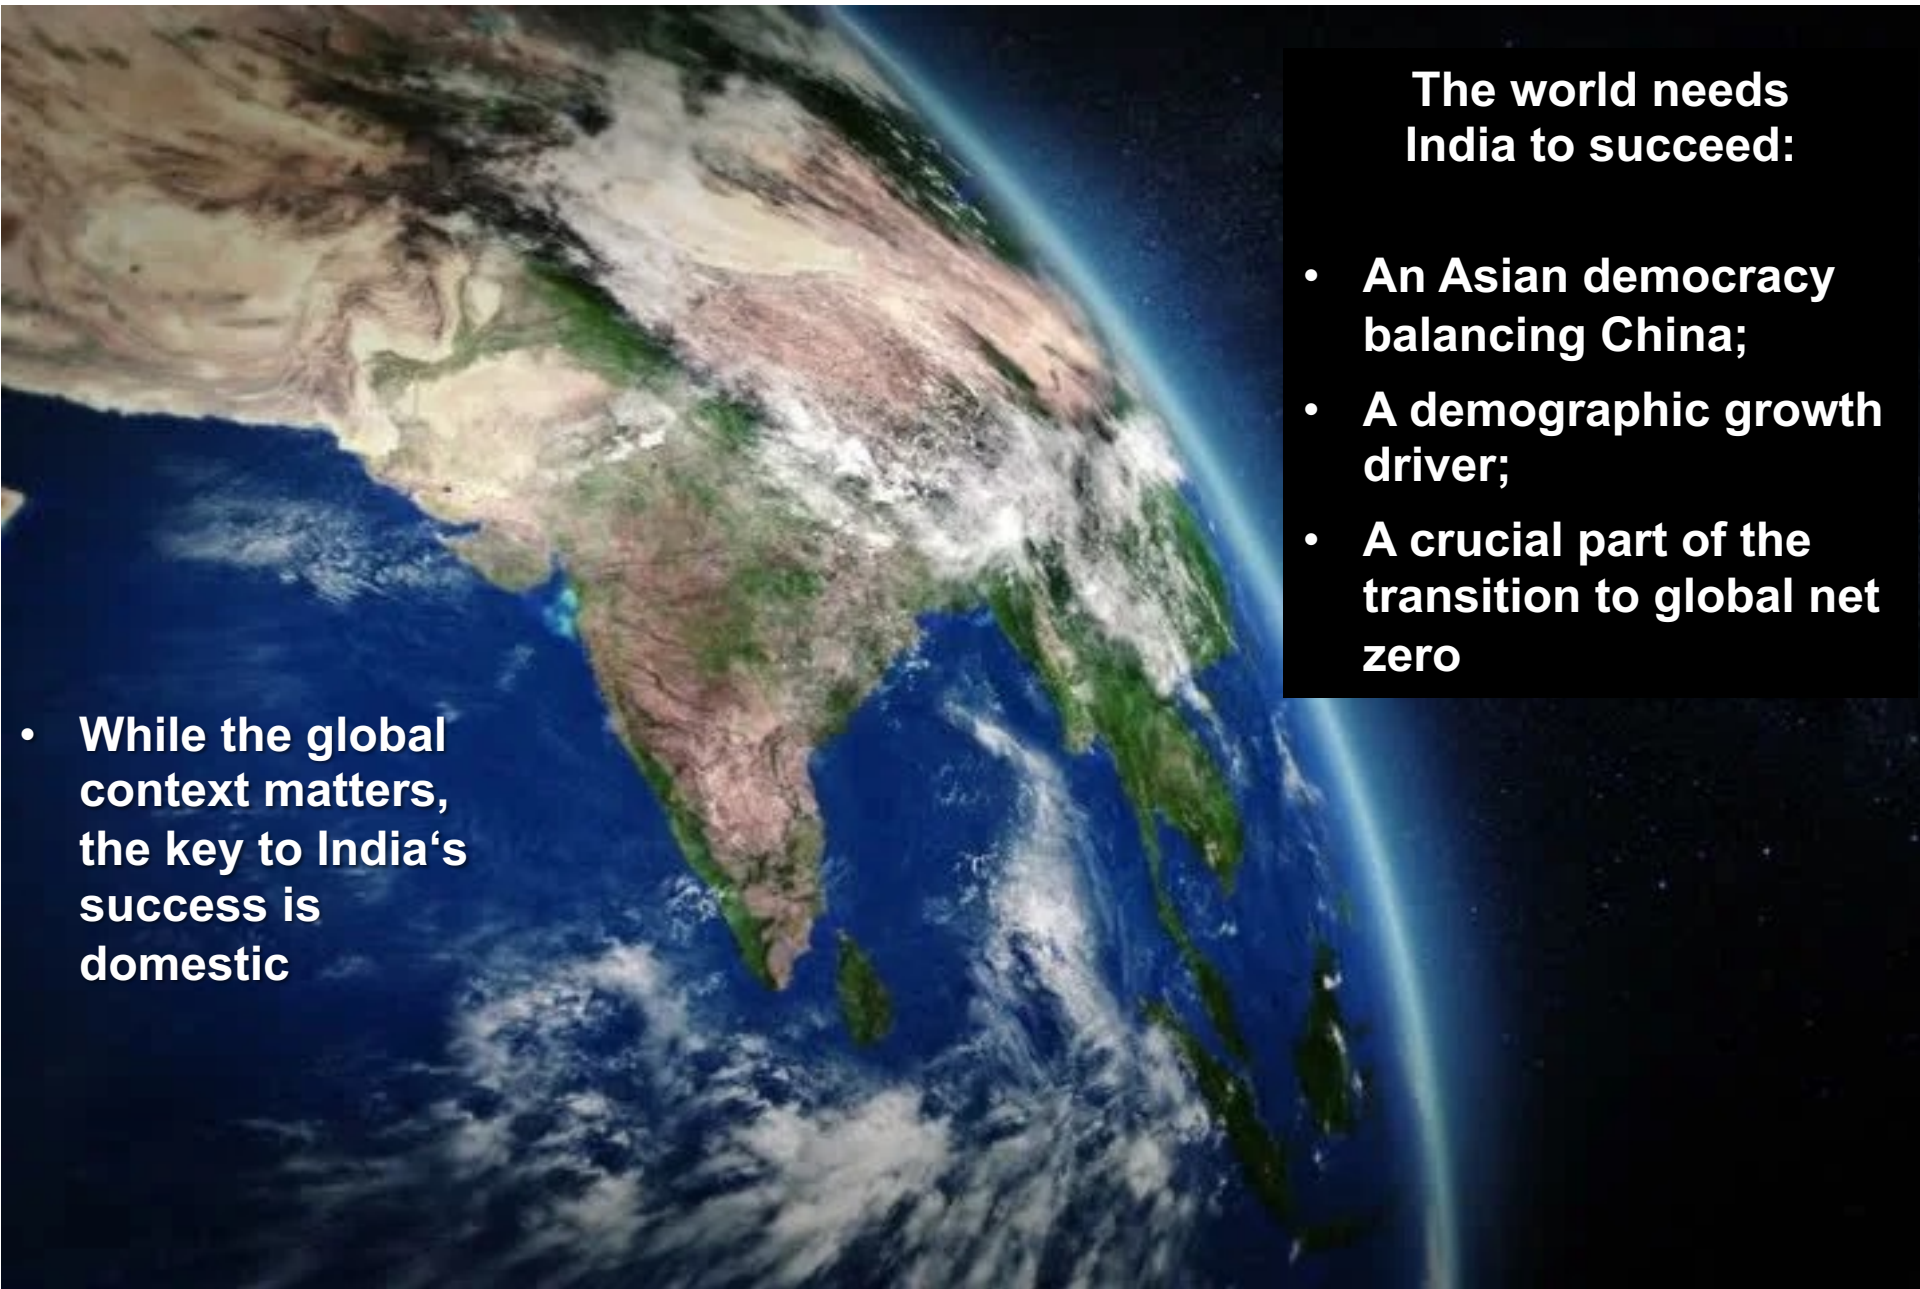 The world needs
India to succeed:
• An Asian democracy
balancing China;
• A demographic growth
driver;
• A crucial part of the
transition to global net
zero
• While the global
context matters,
the key to India‘s
success is
domestic